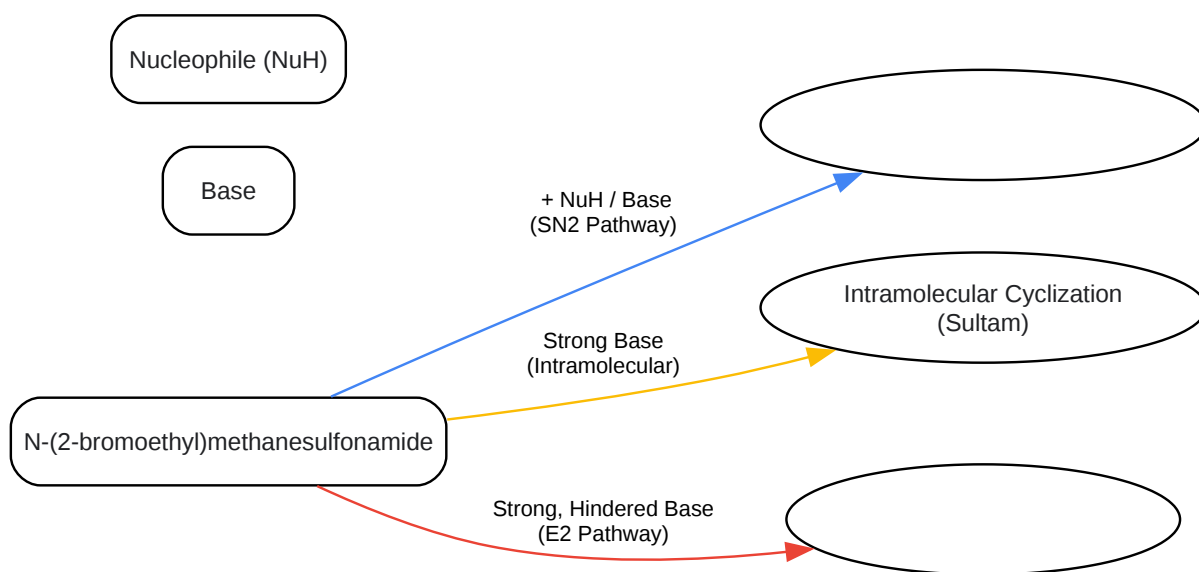 Nucleophile (NuH)
Base
+ NuH / Base
(SN2 Pathway)
Intramolecular Cyclization
(Sultam)
Strong Base
(Intramolecular)
N-(2-bromoethyl)methanesulfonamide
Strong, Hindered Base
(E2 Pathway)